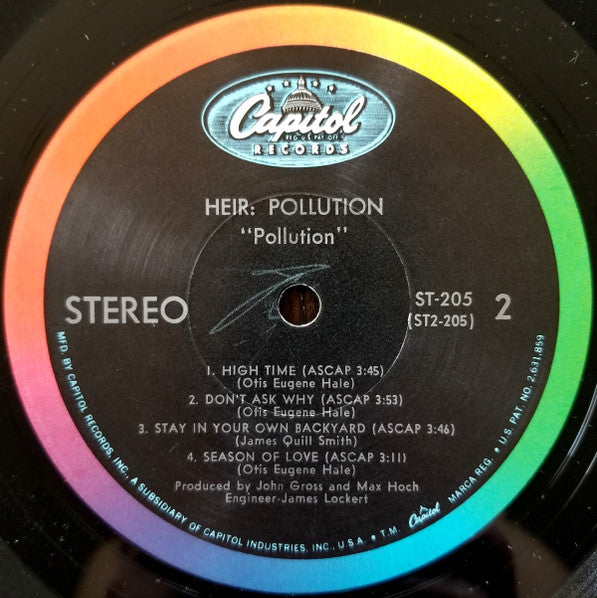 Capitol
REG. U.S. PAT. OFF.
RECORDS
HEIR: POLLUTION
"Pollution"
STEREO
ST-205
(ST2-205)
2
1. HIGH TIME (ASCAP 3:45)
(Otis Eugene Hale)
2. DON'T ASK WHY (ASCAP 3:53)
(Otis Eugene Hale)
3. STAY IN YOUR OWN BACKYARD (ASCAP 3:46)
(James Quill Smith)
4. SEASON OF LOVE (ASCAP 3:11)
(Otis Eugene Hale)
Produced by John Gross and Max Hoch
Engineer-James Lockert
MFD. BY CAPITOL RECORDS, INC., A SUBSIDIARY OF CAPITOL INDUSTRIES, INC., U.S.A. • T.M. Capitol MARCA REG. • U.S. PAT. NO. 2,631,859